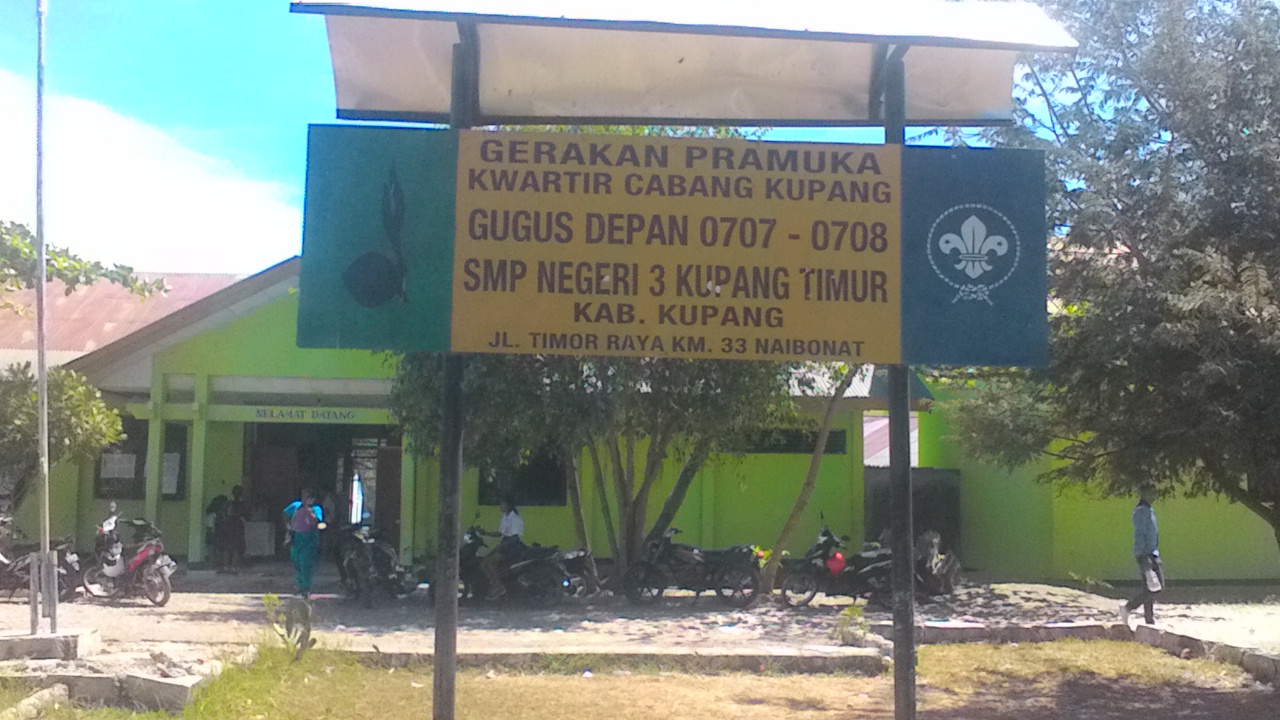 GERAKAN PRAMUKA
KWARTIR CABANG KUPANG
GUGUS DEPAN 0707 - 0708
SMP NEGERI 3 KUPANG TIMUR
KAB. KUPANG
JL. TIMOR RAYA KM. 33 NAIBONAT
SELAMAT DATANG